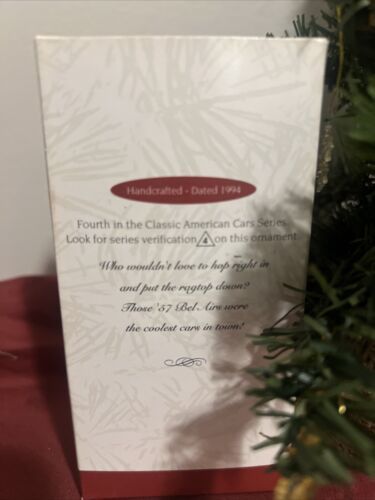 Handcrafted - Dated 1994
Fourth in the Classic American Cars Series.
Look for series verification 4 on this ornament.
Who wouldn't love to hop right in
and put the ragtop down?
Those '57 Bel Airs were
the coolest cars in town!